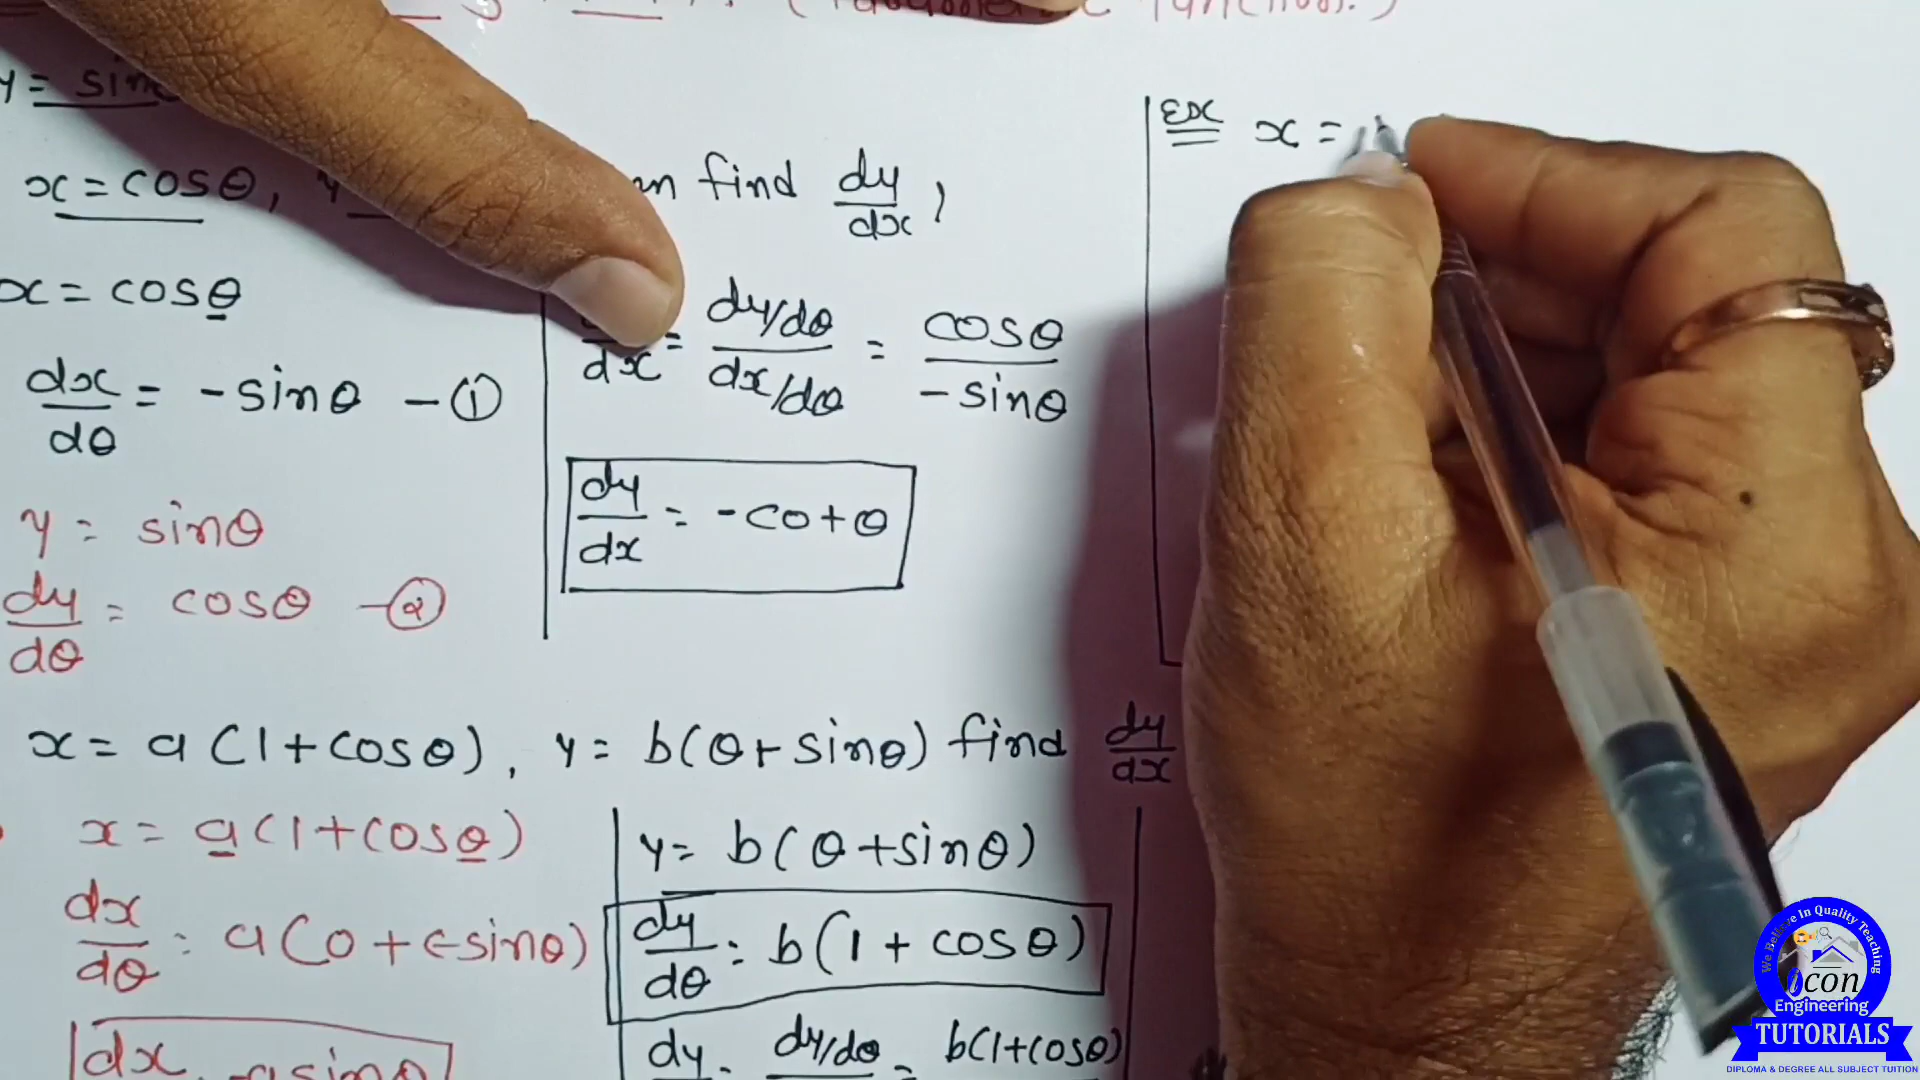 y = sin
x = cosθ, y
find dy/dx,
x = cosθ
dx/dθ = -sinθ - ①
y = sinθ
dy/dθ = cosθ - ②
dx = dy/dθ / dx/dθ = cosθ / -sinθ
dy/dx = -cotθ
Ex x =
x = a(1+cosθ), y = b(θ+sinθ) find dy/dx
x = a(1+cosθ)
dx/dθ = a(0+(-sinθ)
dx -asinθ
y = b(θ+sinθ)
dy/dθ = b(1+cosθ)
dy = dy/dθ = b(1+cosθ)
We Believe In Quality Teaching
icon
Engineering
TUTORIALS
DIPLOMA & DEGREE ALL SUBJECT TUITION